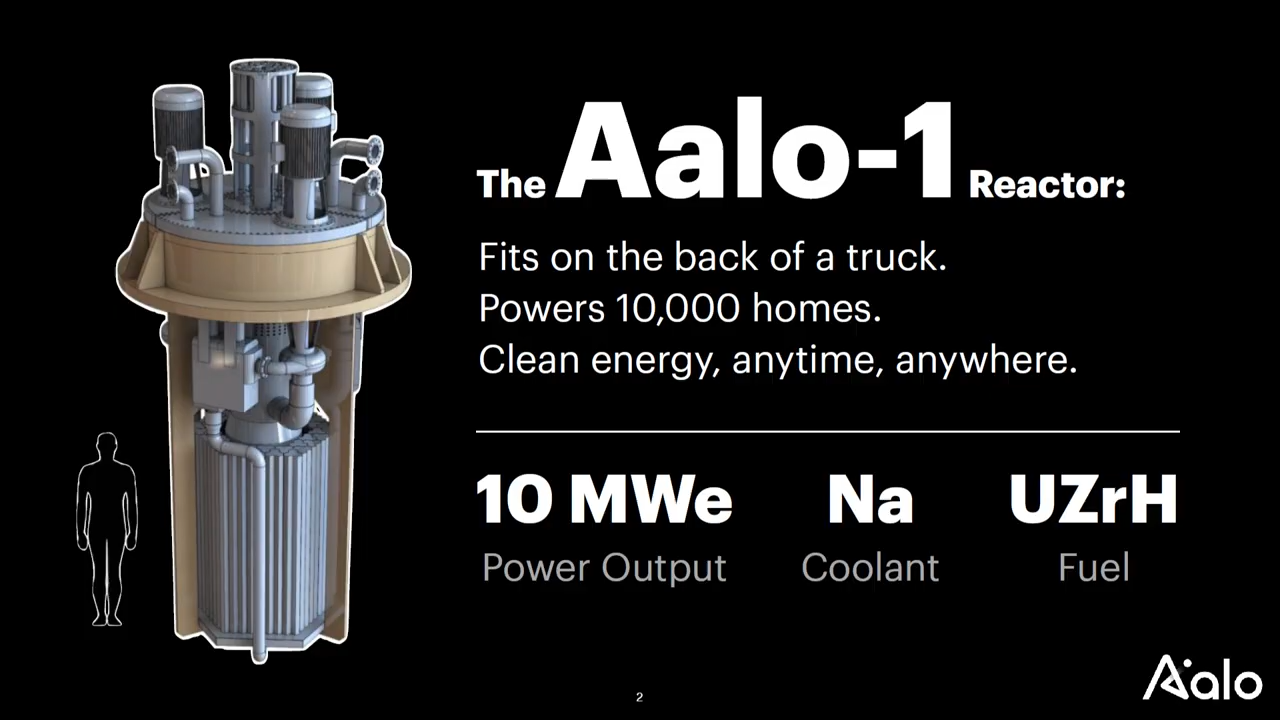 The Aalo-1 Reactor:
Fits on the back of a truck.
Powers 10,000 homes.
Clean energy, anytime, anywhere.
10 MWe Na UZrH
Power Output Coolant Fuel
2
Aalo